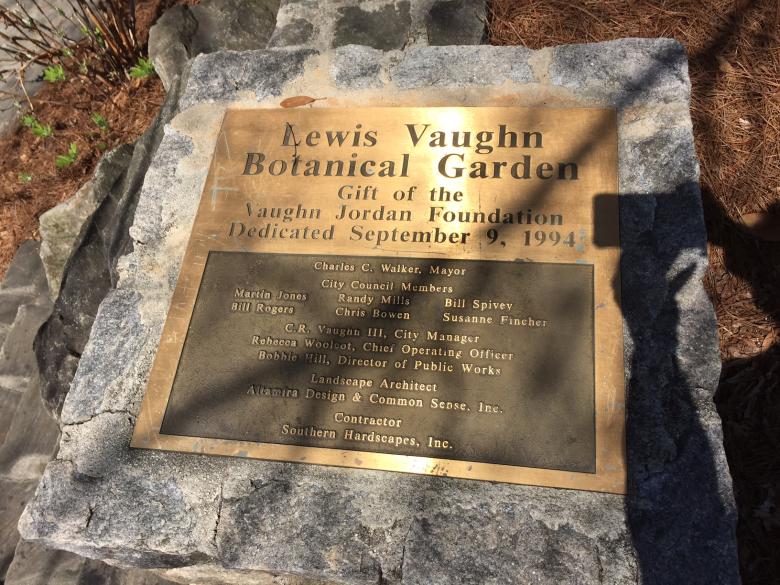 Lewis Vaughn
Botanical Garden
Gift of the
Vaughn Jordan Foundation
Dedicated September 9, 1994
Charles C. Walker, Mayor
City Council Members
Martin Jones Randy Mills Bill Spivey
Bill Rogers Chris Bowen Susanne Fincher
C.R. Vaughn III, City Manager
Rebecca Woolcot, Chief Operating Officer
Bobbie Hill, Director of Public Works
Landscape Architect
Altamira Design & Common Sense, Inc.
Contractor
Southern Hardscapes, Inc.